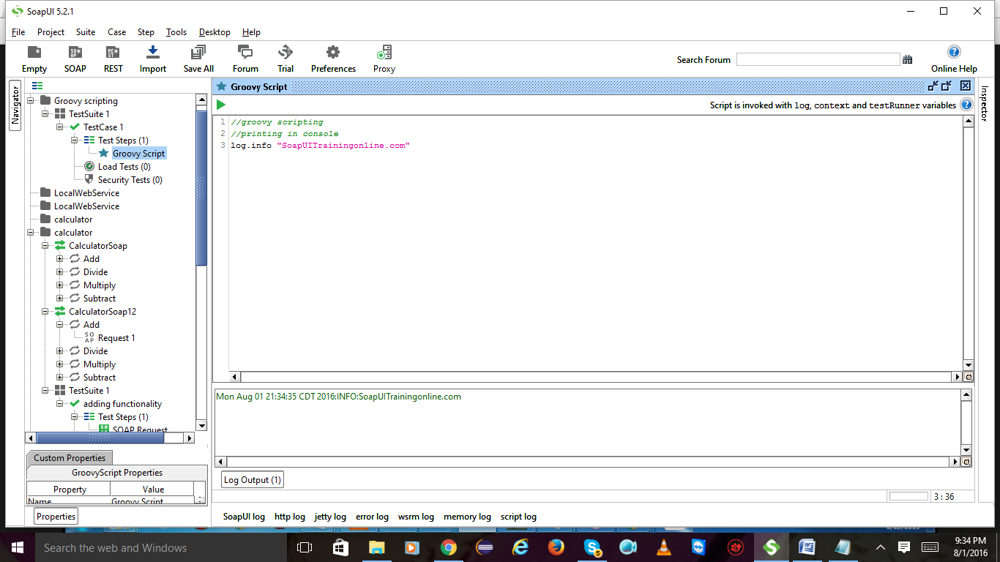 SoapUI 5.2.1
File Project Suite Case Step Tools Desktop Help
Empty SOAP REST Import Save All Forum Trial Preferences Proxy
Search Forum
Online Help
Navigator
Groovy scripting
TestSuite 1
TestCase 1
Test Steps (1)
Groovy Script
Load Tests (0)
Security Tests (0)
LocalWebService
LocalWebService
calculator
calculator
CalculatorSoap
Add
Divide
Multiply
Subtract
CalculatorSoap12
Add
SOAP Request 1
Divide
Multiply
Subtract
TestSuite 1
adding functionality
Test Steps (1)
SOAP Request
Custom Properties
GroovyScript Properties
Property Value
Name Groovy Script
Properties
Groovy Script
Script is invoked with log, context and testRunner variables
1 //groovy scripting
2 //printing in console
3 log.info "SoapUITrainingonline.com"
Mon Aug 01 21:34:35 CDT 2016:INFO:SoapUITrainingonline.com
Log Output (1)
3 : 36
Inspector
SoapUI log http log jetty log error log wsrm log memory log script log
Search the web and Windows
5
9:34 PM
8/1/2016